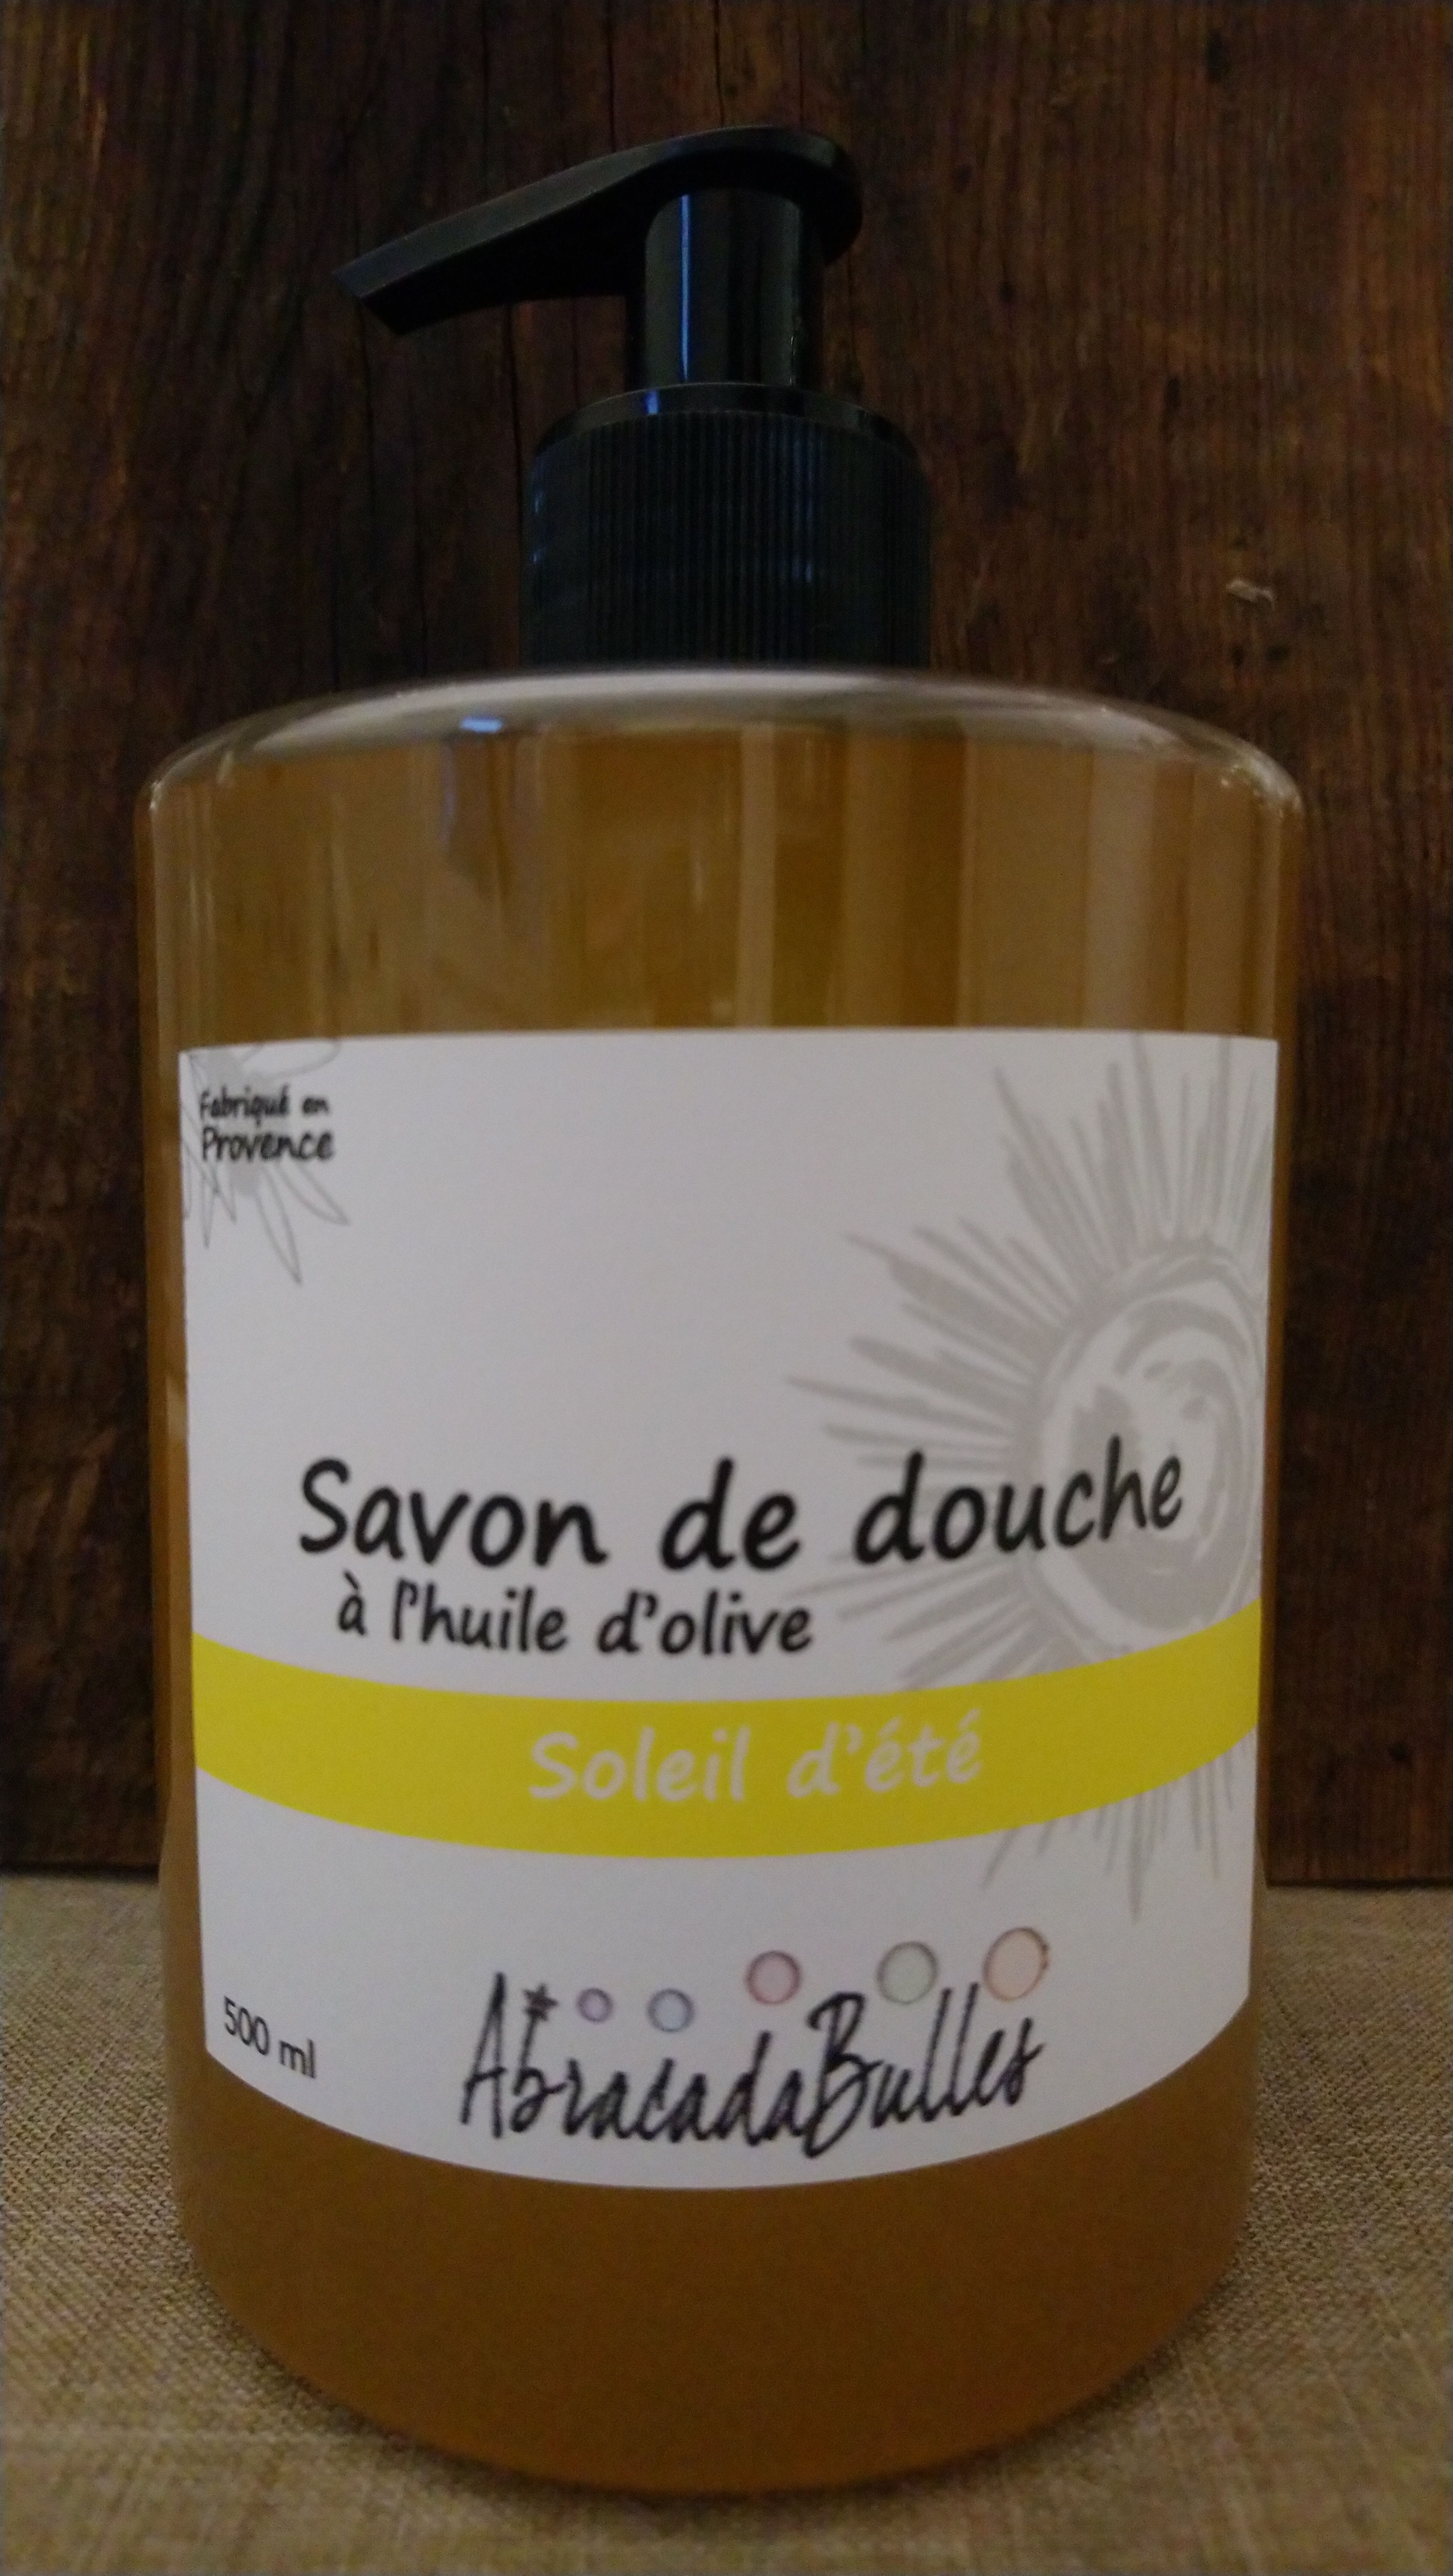 Fabriqué en
Provence
Savon de douche
à l'huile d'olive
Soleil d'été
500 ml
AbracadaBulles